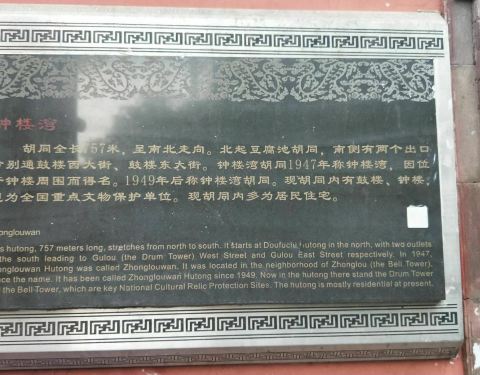 钟楼湾
胡同全长757米，呈南北走向。北起豆腐池胡同，南侧有两个出口
分别通鼓楼西大街、鼓楼东大街。钟楼湾胡同1947年称钟楼湾，因位
于钟楼周围而得名。1949年后称钟楼湾胡同。现胡同内有鼓楼、钟楼，
为全国重点文物保护单位。现胡同内多为居民住宅。
onglouwan
s hutong, 757 meters long, stretches from north to south. It starts at Doufuchi Hutong in the north, with two outlets
the south leading to Gulou (the Drum Tower) West Street and Gulou East Street respectively. In 1947,
onglouwan Hutong was called Zhonglouwan. It was located in the neighborhood of Zhonglou (the Bell Tower),
ce the name. It has been called Zhonglouwan Hutong since 1949. Now in the hutong there stand the Drum Tower
the Bell Tower, which are key National Cultural Relic Protection Sites. The hutong is mostly residential at present.